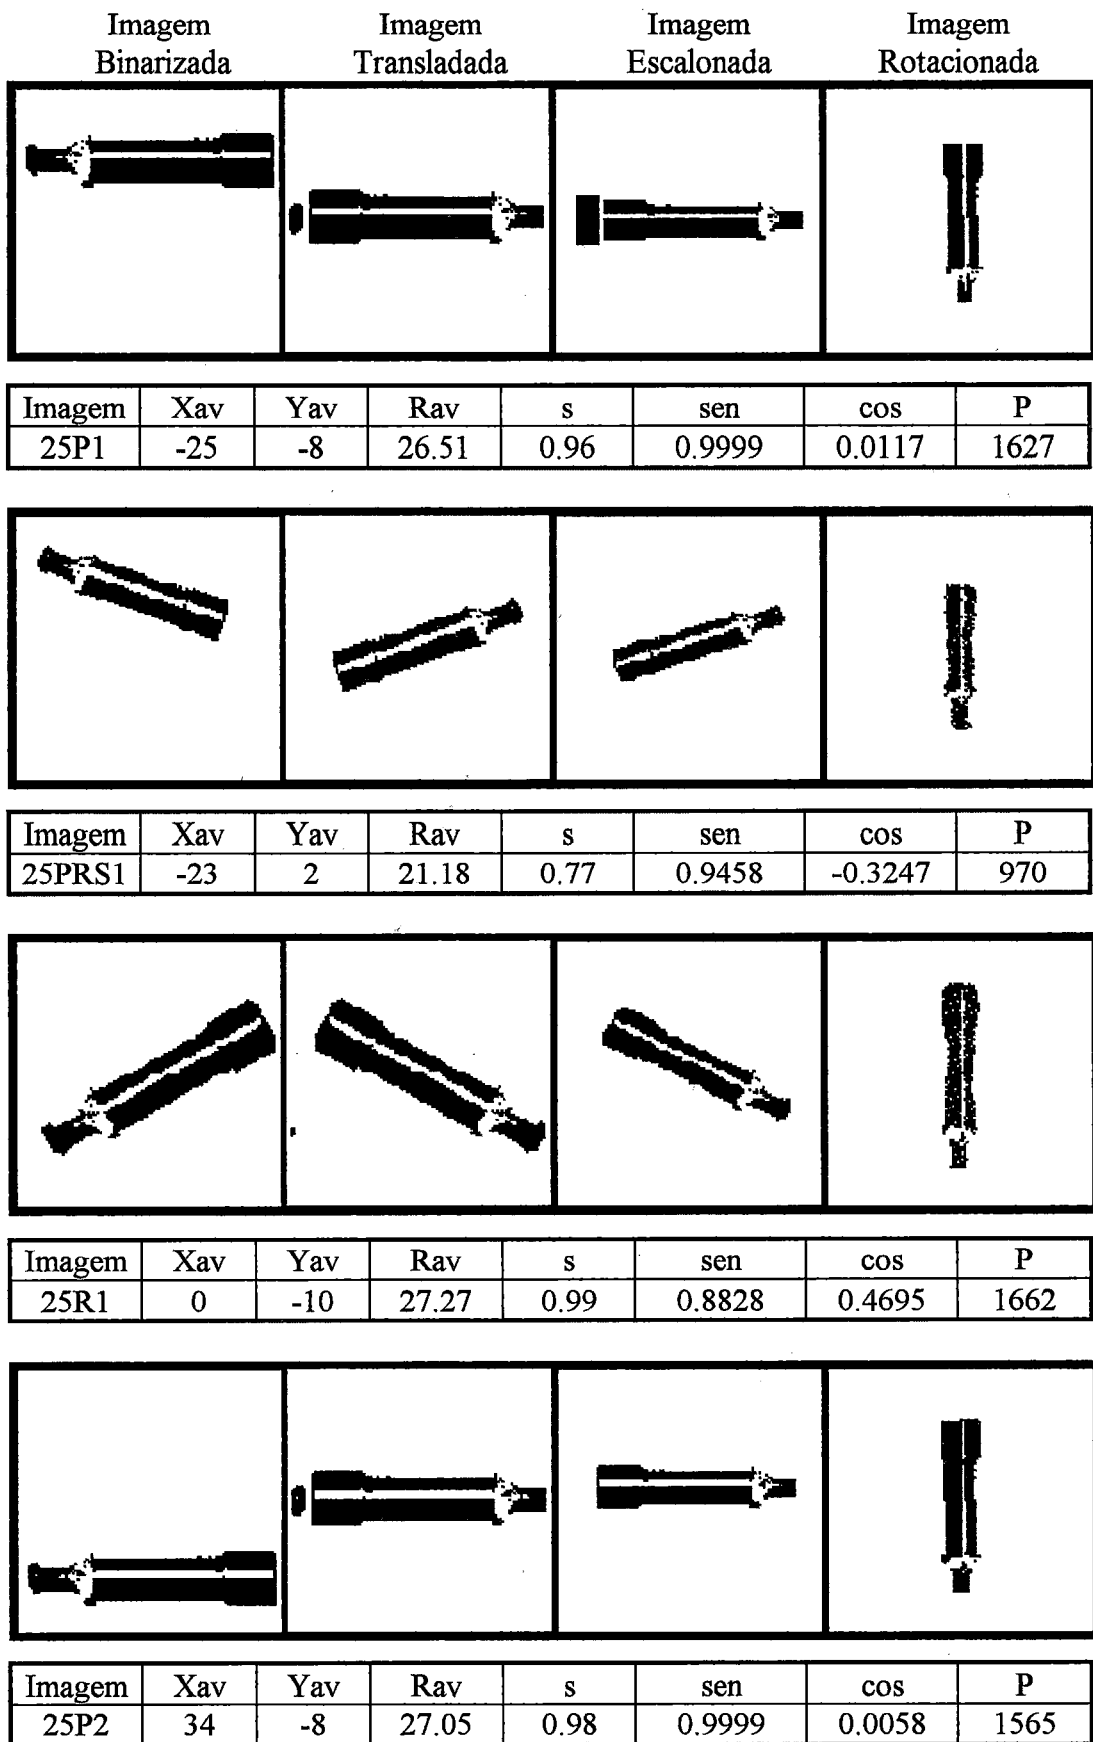 Imagem Imagem Imagem Imagem
Binarizada Transladada Escalonada Rotacionada
Imagem Xav Yav Rav s sen cos P
25P1 -25 -8 26.51 0.96 0.9999 0.0117 1627
Imagem Xav Yav Rav s sen cos P
25PRS1 -23 2 21.18 0.77 0.9458 -0.3247 970
Imagem Xav Yav Rav s sen cos P
25R1 0 -10 27.27 0.99 0.8828 0.4695 1662
Imagem Xav Yav Rav s sen cos P
25P2 34 -8 27.05 0.98 0.9999 0.0058 1565